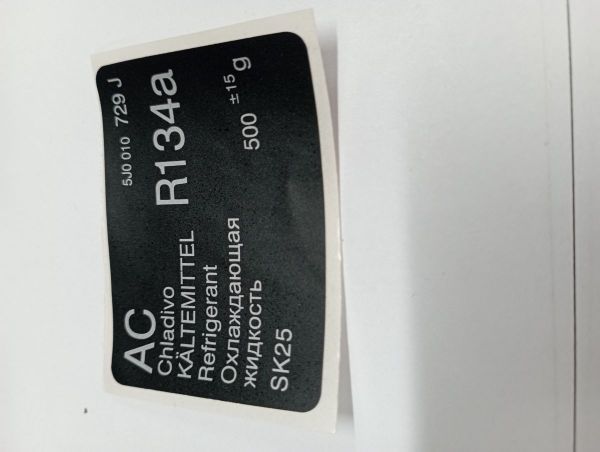 5J0 010 729 J
AC
R134a
Chladivo
KÄLTEMITTEL
Refrigerant
Охлаждающая
жидкость
500 ±15 g
SK25